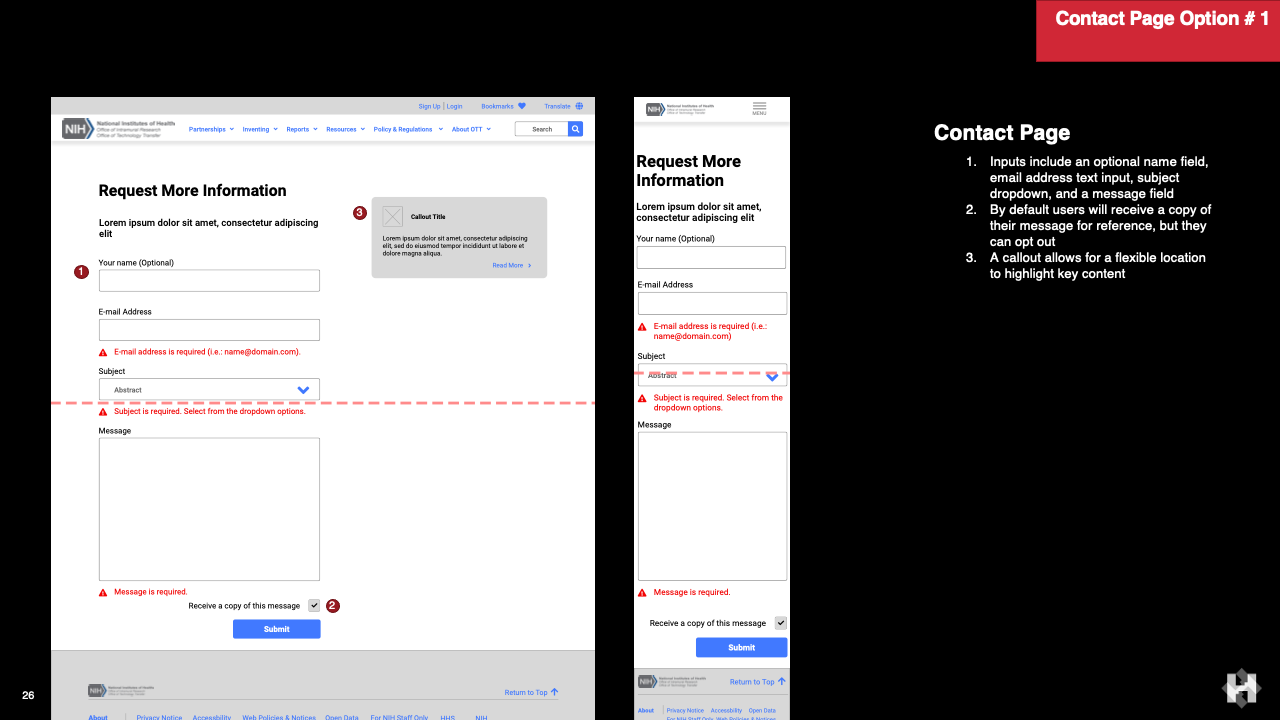 Contact Page Option # 1
Sign Up | Login
Bookmarks
Translate
NIH
National Institutes of Health
Office of Intramural Research
Office of Technology Transfer
Partnerships
Inventing
Reports
Resources
Policy & Regulations
About OTT
Search
Request More Information
Lorem ipsum dolor sit amet, consectetur adipiscing
elit
1
Your name (Optional)
E-mail Address
E-mail address is required (i.e.: name@domain.com).
Subject
Abstract
Subject is required. Select from the dropdown options.
Message
Message is required.
Receive a copy of this message
2
Submit
3
Callout Title
Lorem ipsum dolor sit amet, consectetur adipiscing
elit, sed do eiusmod tempor incididunt ut labore et
dolore magna aliqua.
Read More
NIH
National Institutes of Health
Office of Intramural Research
Office of Technology Transfer
Return to Top
About
Privacy Notice
Accessbility
Web Policies & Notices
Open Data
For NIH Staff Only
HHS
NIH
NIH
National Institutes of Health
Office of Intramural Research
Office of Technology Transfer
MENU
Request More
Information
Lorem ipsum dolor sit amet,
consectetur adipiscing elit
Your name (Optional)
E-mail Address
E-mail address is required (i.e.:
name@domain.com)
Subject
Abstract
Subject is required. Select from the
dropdown options.
Message
Message is required.
Receive a copy of this message
Submit
NIH
National Institutes of Health
Office of Intramural Research
Office of Technology Transfer
Return to Top
About
Privacy Notice
Accessbility
Open Data
For NIH Staff Only
Web Policies & Notices
Contact Page
1. Inputs include an optional name field,
email address text input, subject
dropdown, and a message field
2. By default users will receive a copy of
their message for reference, but they
can opt out
3. A callout allows for a flexible location
to highlight key content
26